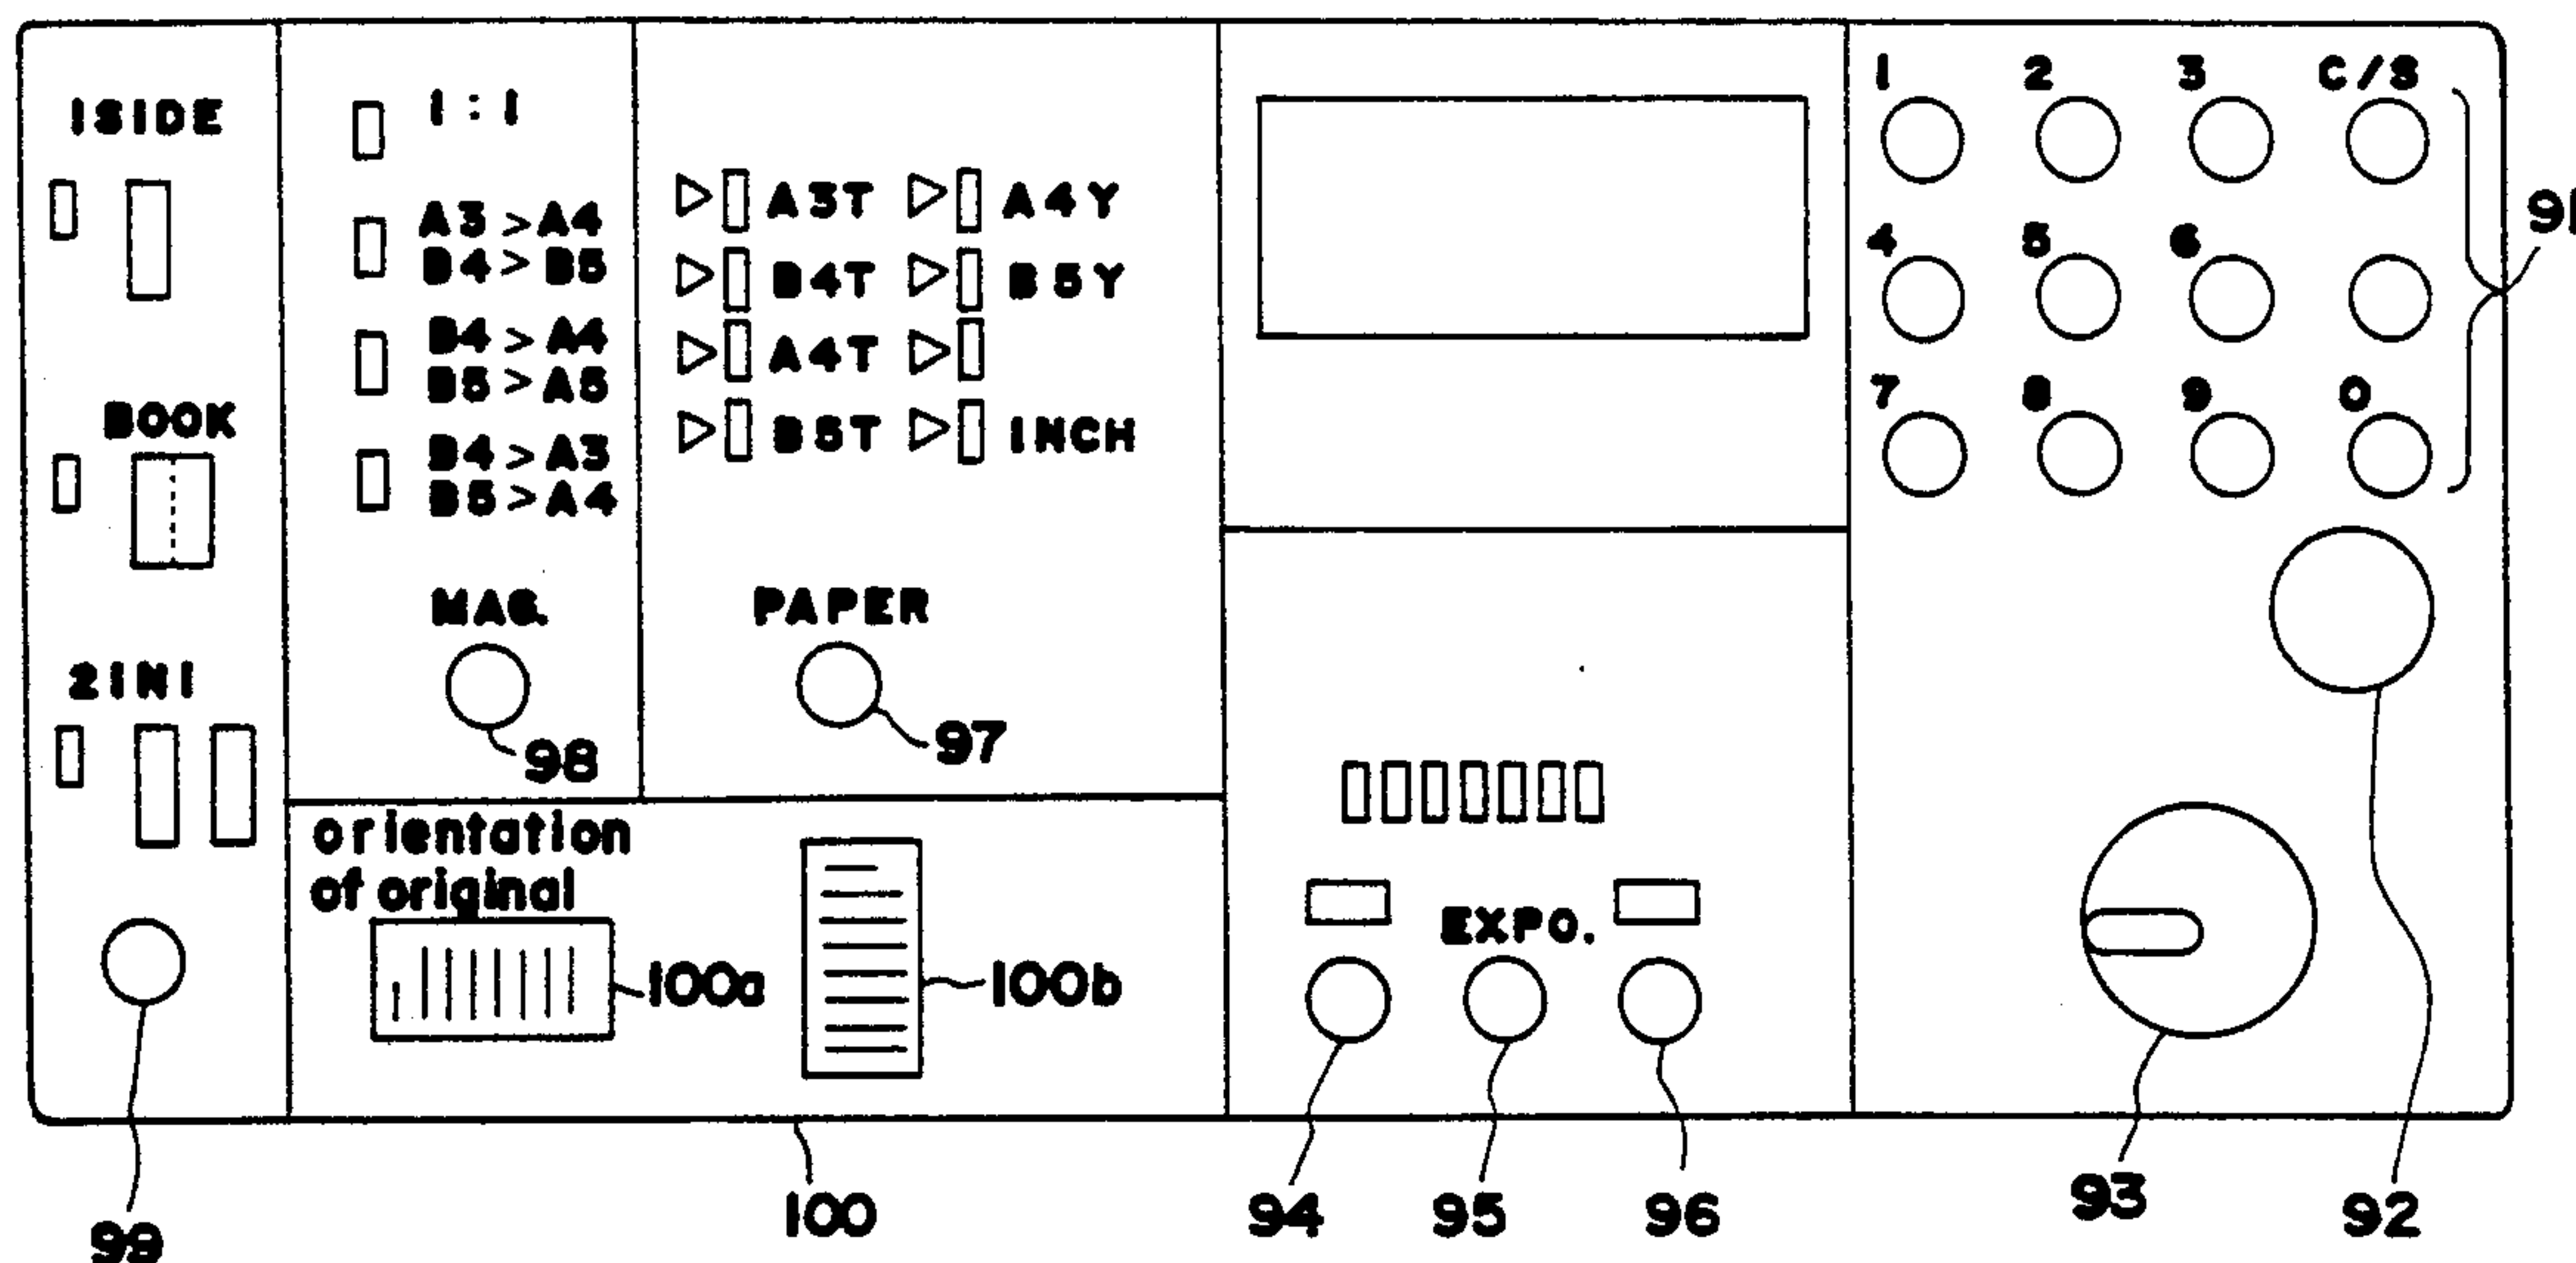 1SIDE
BOOK
2IN1
99
1:1
A3>A4
B4>B5
B4>A4
B5>A5
B4>A3
B5>A4
MAG.
98
A3T A4Y
B4T B5Y
A4T
B5T INCH
PAPER
97
orientation
of original
100a
100b
100
EXPO.
94
95
96
1 2 3 C/S
4 5 6
7 8 9 0
91
93
92